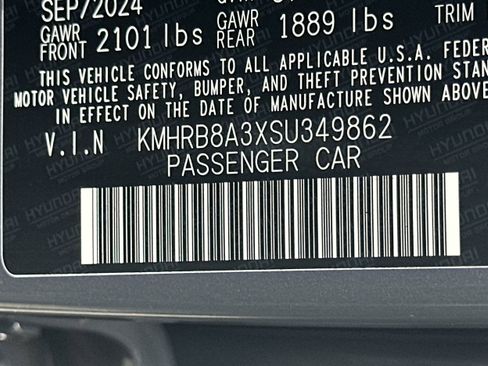 SEP/2024
GAWR FRONT 2101 lbs GAWR REAR 1889 lbs TRIM
THIS VEHICLE CONFORMS TO ALL APPLICABLE U.S.A. FEDER
MOTOR VEHICLE SAFETY, BUMPER, AND THEFT PREVENTION STAN
IN EFFECT ON THE DATE OF MANUFACTURE SHOWN ABOVE
V.I.N KMHRB8A3XSU349862
PASSENGER CAR